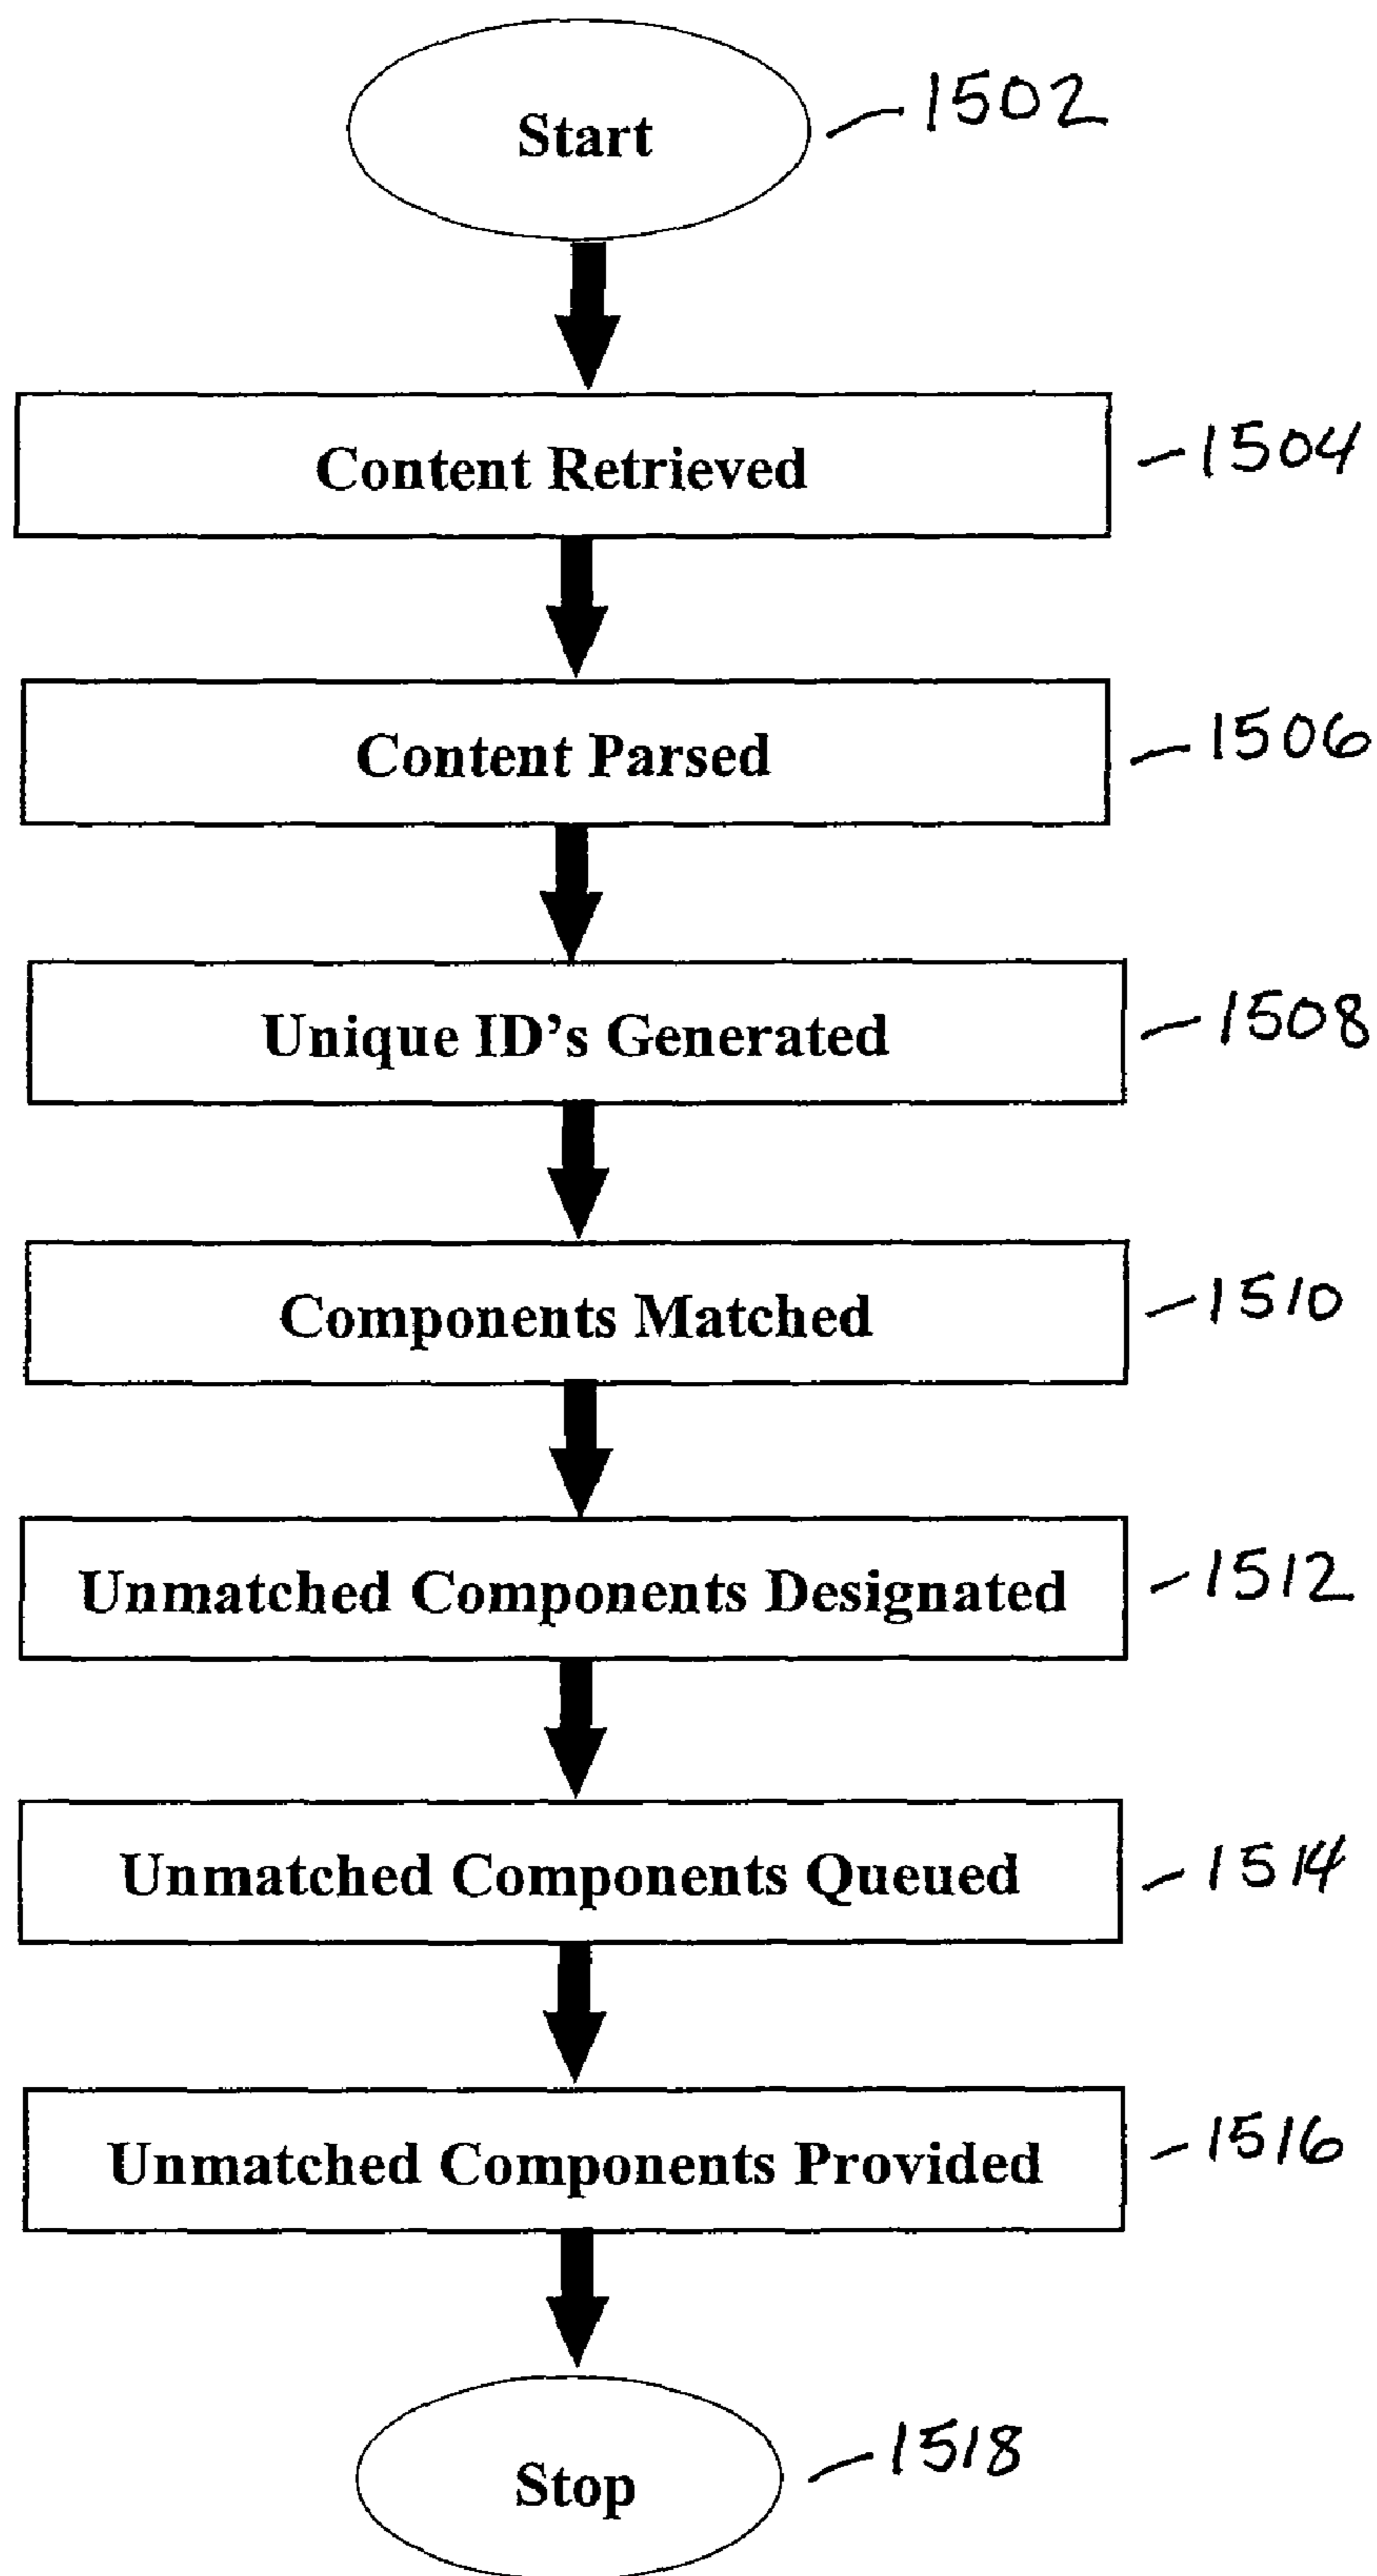 Start 1502
Content Retrieved 1504
Content Parsed 1506
Unique ID's Generated 1508
Components Matched 1510
Unmatched Components Designated 1512
Unmatched Components Queued 1514
Unmatched Components Provided 1516
Stop 1518